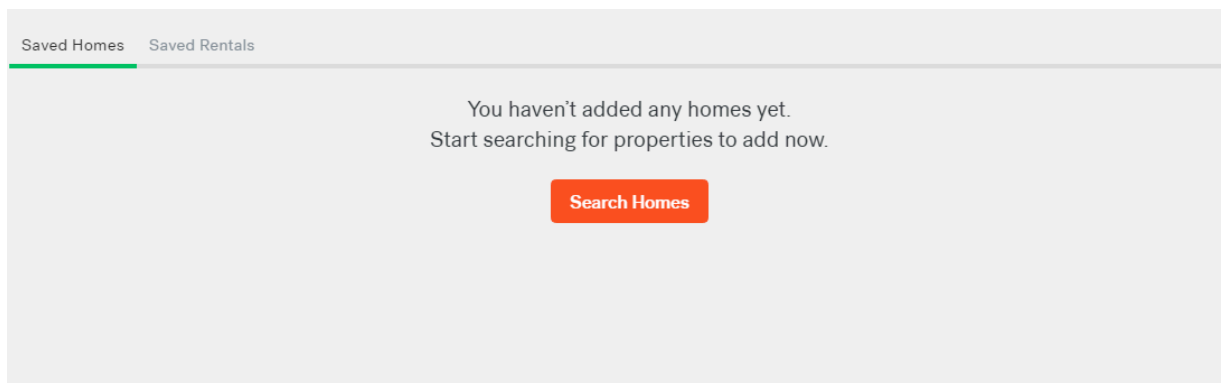 Saved Homes Saved Rentals
You haven't added any homes yet.
Start searching for properties to add now.
Search Homes